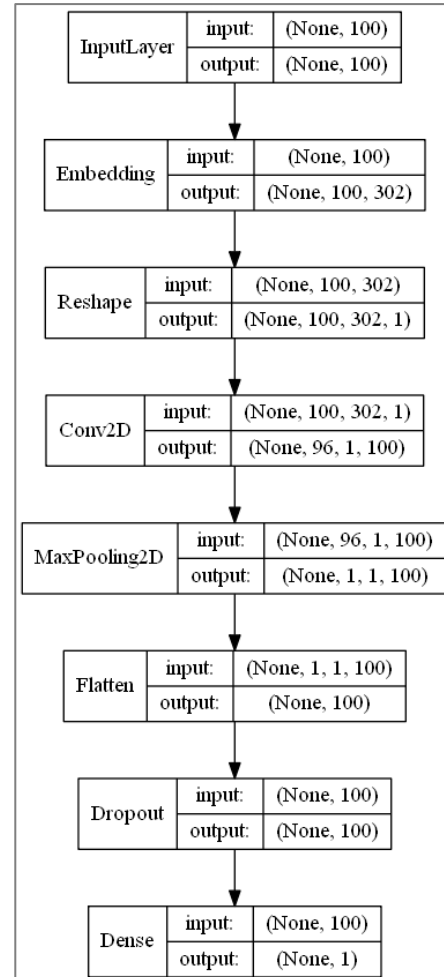 InputLayer
input: (None, 100)
output: (None, 100)
Embedding
input: (None, 100)
output: (None, 100, 302)
Reshape
input: (None, 100, 302)
output: (None, 100, 302, 1)
Conv2D
input: (None, 100, 302, 1)
output: (None, 96, 1, 100)
MaxPooling2D
input: (None, 96, 1, 100)
output: (None, 1, 1, 100)
Flatten
input: (None, 1, 1, 100)
output: (None, 100)
Dropout
input: (None, 100)
output: (None, 100)
Dense
input: (None, 100)
output: (None, 1)